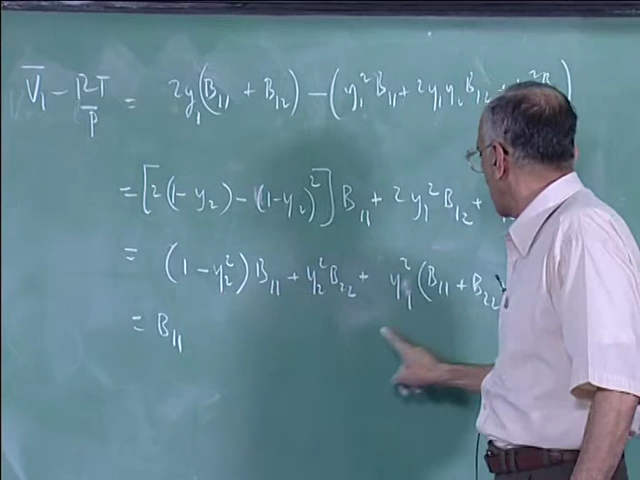 V̄₁ - RT/P = 2y₁(B₁₁ + B₁₂) - (y₁²B₁₁ + 2y₁y₂B₁₂
= [2(1-y₂) - (1-y₂)²]B₁₁ + 2y₁²B₁₂ +
= (1-y₂²)B₁₁ + y₂²B₂₂ + y₁²(B₁₁ + B₂₂
= B₁₁